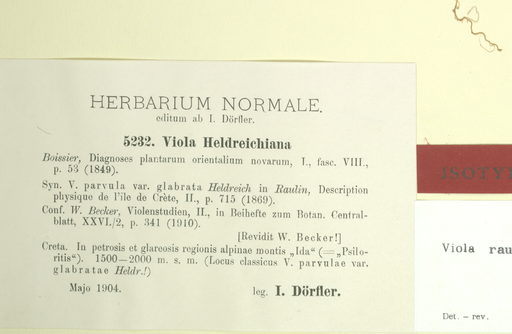 HERBARIUM NORMALE.
editum ab I. Dörfler.
5232. Viola Heldreichiana
Boissier, Diagnoses plantarum orientalium novarum, I., fasc. VIII.,
p. 53 (1849).
Syn. V. parvula var. glabrata Heldreich in Raulin, Description
physique de l'île de Crète, II., p. 715 (1869).
Conf. W. Becker, Violenstudien, II., in Beihefte zum Botan. Central-
blatt, XXVI./2, p. 341 (1910).
[Revidit W. Becker!]
Creta. In petrosis et glareosis regionis alpinae montis „Ida“ (=„Psilo-
ritis“). 1500—2000 m. s. m. (Locus classicus V. parvulae var.
glabratae Heldr.!)
Majo 1904. leg. I. Dörfler.
Viola
Det. – rev.